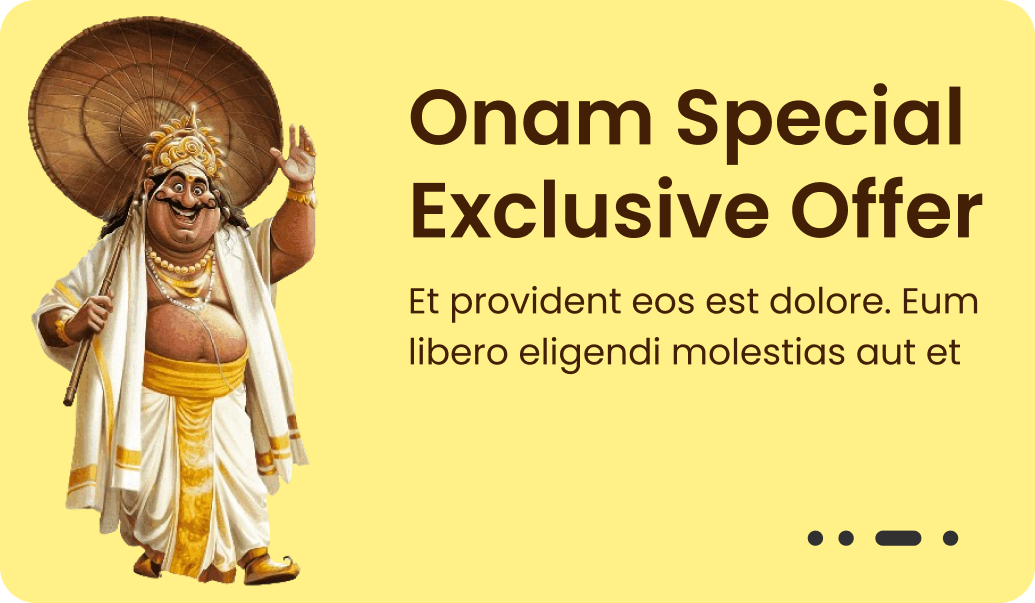 Onam Special
Exclusive Offer
Et provident eos est dolore. Eum
libero eligendi molestias aut et